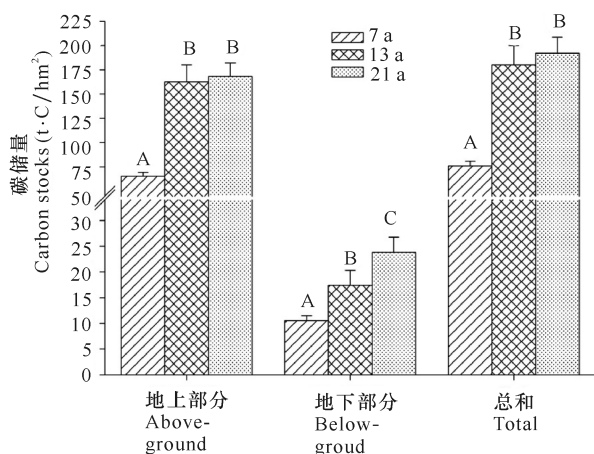 碳储量
Carbon stocks (t·C/hm²)
225
200
175
150
125
100
75
50
30
25
20
15
10
5
0
7 a
13 a
21 a
A
B
B
A
B
C
A
B
B
地上部分
Above-
ground
地下部分
Below-
groud
总和
Total